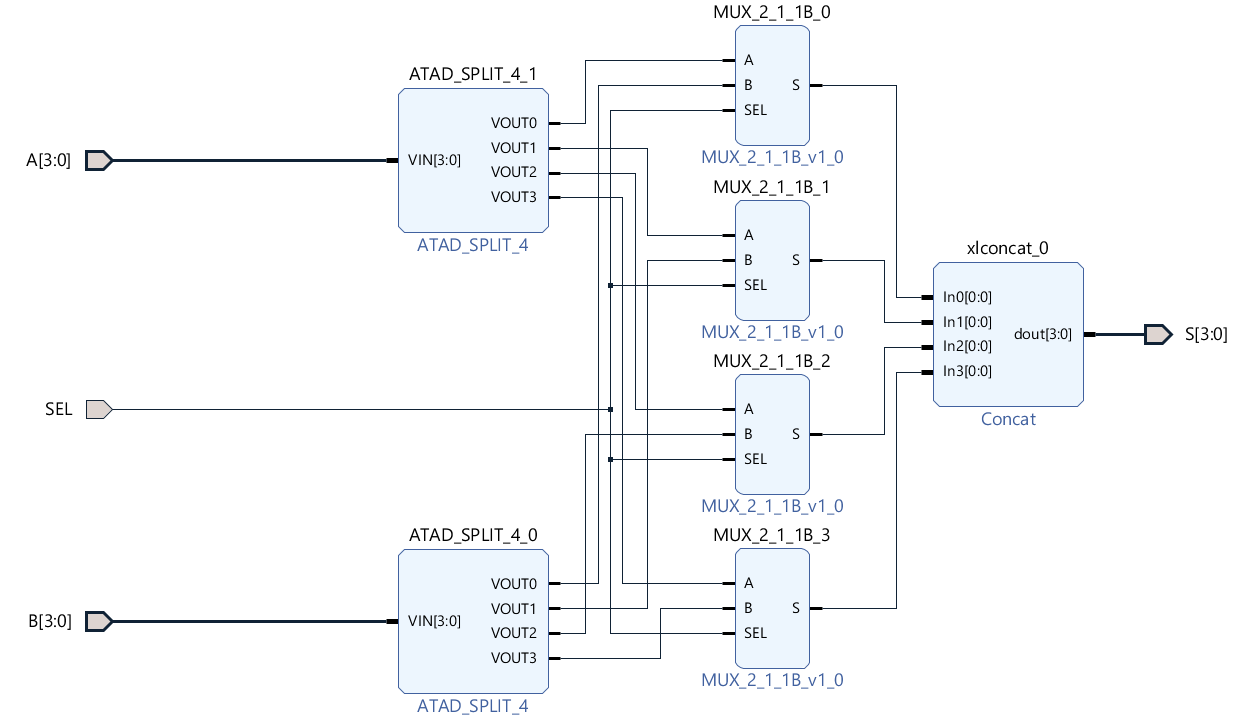 A[3:0]
SEL
B[3:0]
ATAD_SPLIT_4_1
VIN[3:0]
VOUT0
VOUT1
VOUT2
VOUT3
ATAD_SPLIT_4
ATAD_SPLIT_4_0
VIN[3:0]
VOUT0
VOUT1
VOUT2
VOUT3
ATAD_SPLIT_4
MUX_2_1_1B_0
A
B
S
SEL
MUX_2_1_1B_v1_0
MUX_2_1_1B_1
A
B
S
SEL
MUX_2_1_1B_v1_0
MUX_2_1_1B_2
A
B
S
SEL
MUX_2_1_1B_v1_0
MUX_2_1_1B_3
A
B
S
SEL
MUX_2_1_1B_v1_0
xlconcat_0
In0[0:0]
In1[0:0]
In2[0:0]
In3[0:0]
dout[3:0]
Concat
S[3:0]